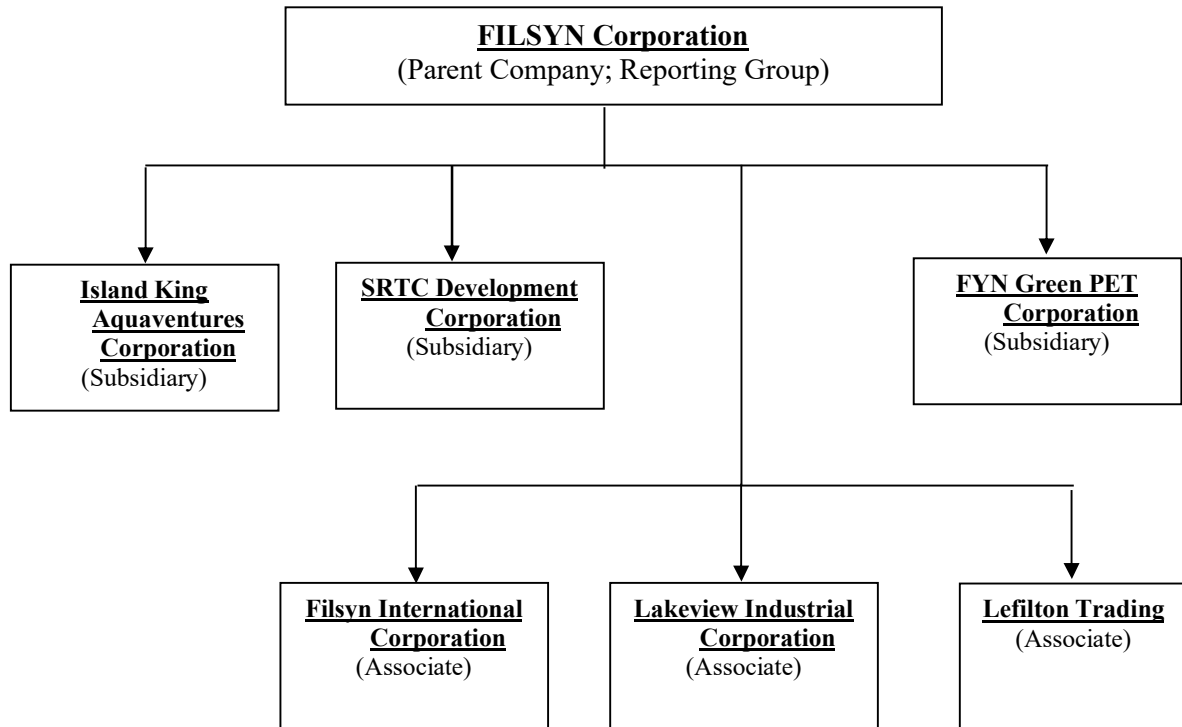 FILSYN Corporation
(Parent Company; Reporting Group)
Island King
Aquaventures
Corporation
(Subsidiary)
SRTC Development
Corporation
(Subsidiary)
FYN Green PET
Corporation
(Subsidiary)
Filsyn International
Corporation
(Associate)
Lakeview Industrial
Corporation
(Associate)
Lefilton Trading
(Associate)